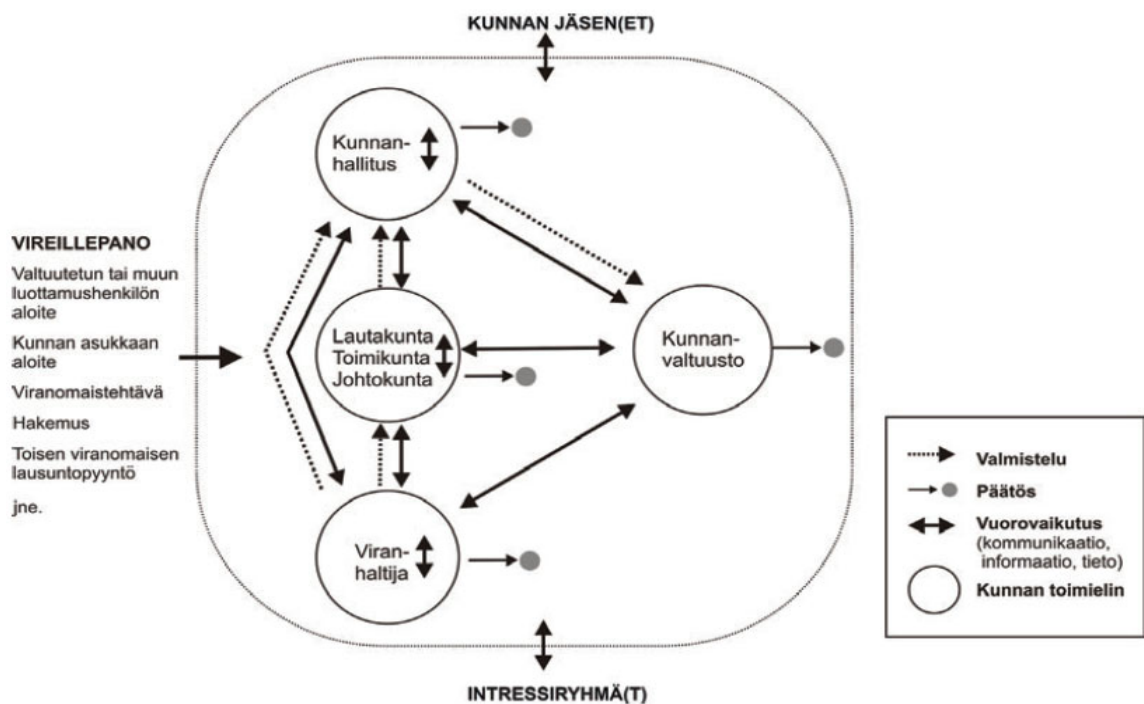 KUNNAN JÄSEN(ET)
Kunnan-
hallitus
VIREILLEPANO
Valtuutetun tai muun
luottamushenkilön
aloite
Kunnan asukkaan
aloite
Viranomaistehtävä
Hakemus
Toisen viranomaisen
lausuntopyyntö
jne.
Lautakunta
Toimikunta
Johtokunta
Kunnan-
valtuusto
Viran-
haltija
Valmistelu
Päätös
Vuorovaikutus
(kommunikaatio,
informaatio, tieto)
Kunnan toimielin
INTRESSIRYHMÄ(T)